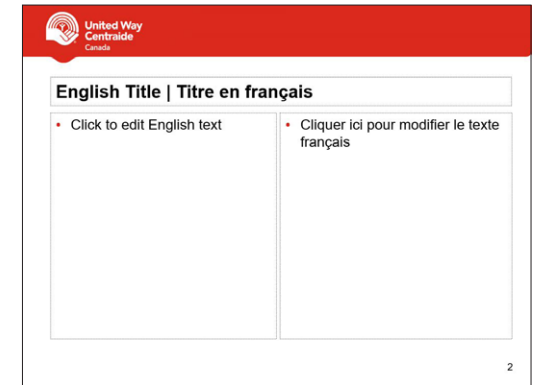 United Way
Centraide
Canada
English Title | Titre en français
• Click to edit English text
• Cliquer ici pour modifier le texte
français
2